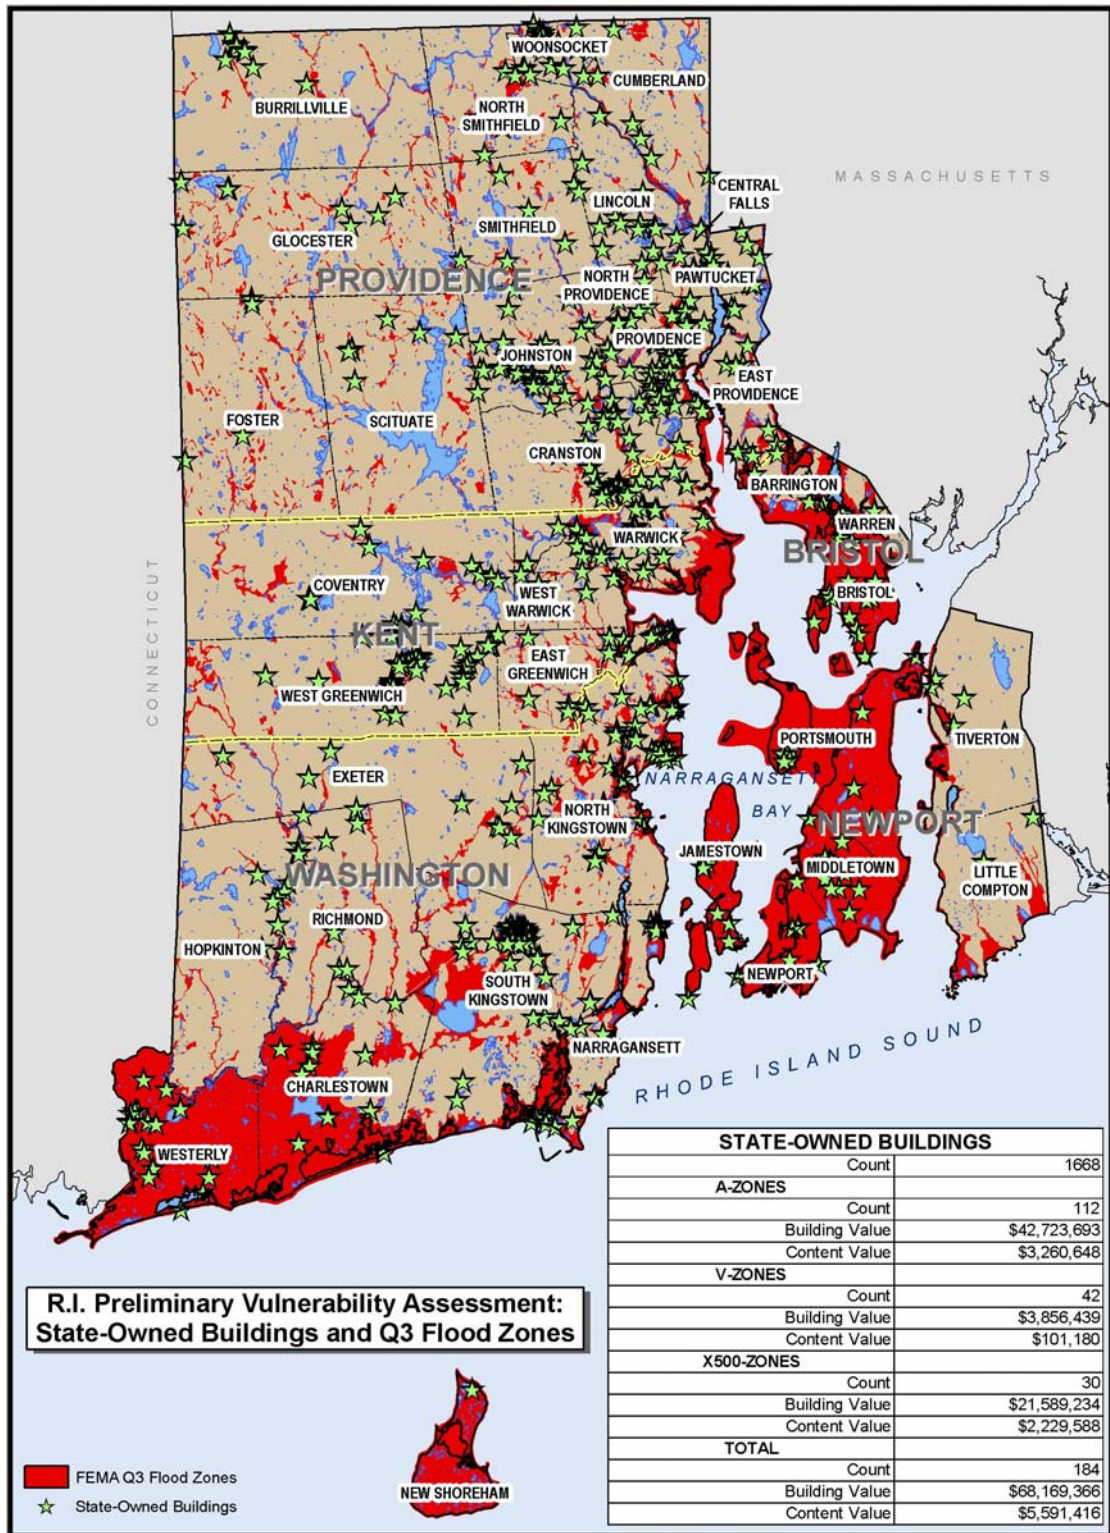 WOONSOCKET
CUMBERLAND
BURRILLVILLE
NORTH
SMITHFIELD
MASSACHUSETTS
CENTRAL
FALLS
LINCOLN
SMITHFIELD
GLOCESTER
PROVIDENCE
NORTH
PROVIDENCE
PAWTUCKET
PROVIDENCE
JOHNSTON
EAST
PROVIDENCE
FOSTER
SCITUATE
CRANSTON
BARRINGTON
WARREN
WARWICK
BRISTOL
CONNECTICUT
COVENTRY
WEST
WARWICK
BRISTOL
KENT
EAST
GREENWICH
WEST GREENWICH
PORTSMOUTH
TIVERTON
EXETER
NARRAGANSETT
BAY
NORTH
KINGSTOWN
NEWPORT
JAMESTOWN
MIDDLETOWN
LITTLE
COMPTON
WASHINGTON
RICHMOND
HOPKINTON
SOUTH
KINGSTOWN
NEWPORT
NARRAGANSETT
RHODE ISLAND SOUND
CHARLESTOWN
WESTERLY
STATE-OWNED BUILDINGS
Count 1668
A-ZONES
Count 112
Building Value $42,723,693
Content Value $3,260,648
V-ZONES
Count 42
Building Value $3,856,439
Content Value $101,180
X500-ZONES
Count 30
Building Value $21,589,234
Content Value $2,229,588
TOTAL
Count 184
Building Value $68,169,366
Content Value $5,591,416
R.I. Preliminary Vulnerability Assessment:
State-Owned Buildings and Q3 Flood Zones
FEMA Q3 Flood Zones
State-Owned Buildings
NEW SHOREHAM